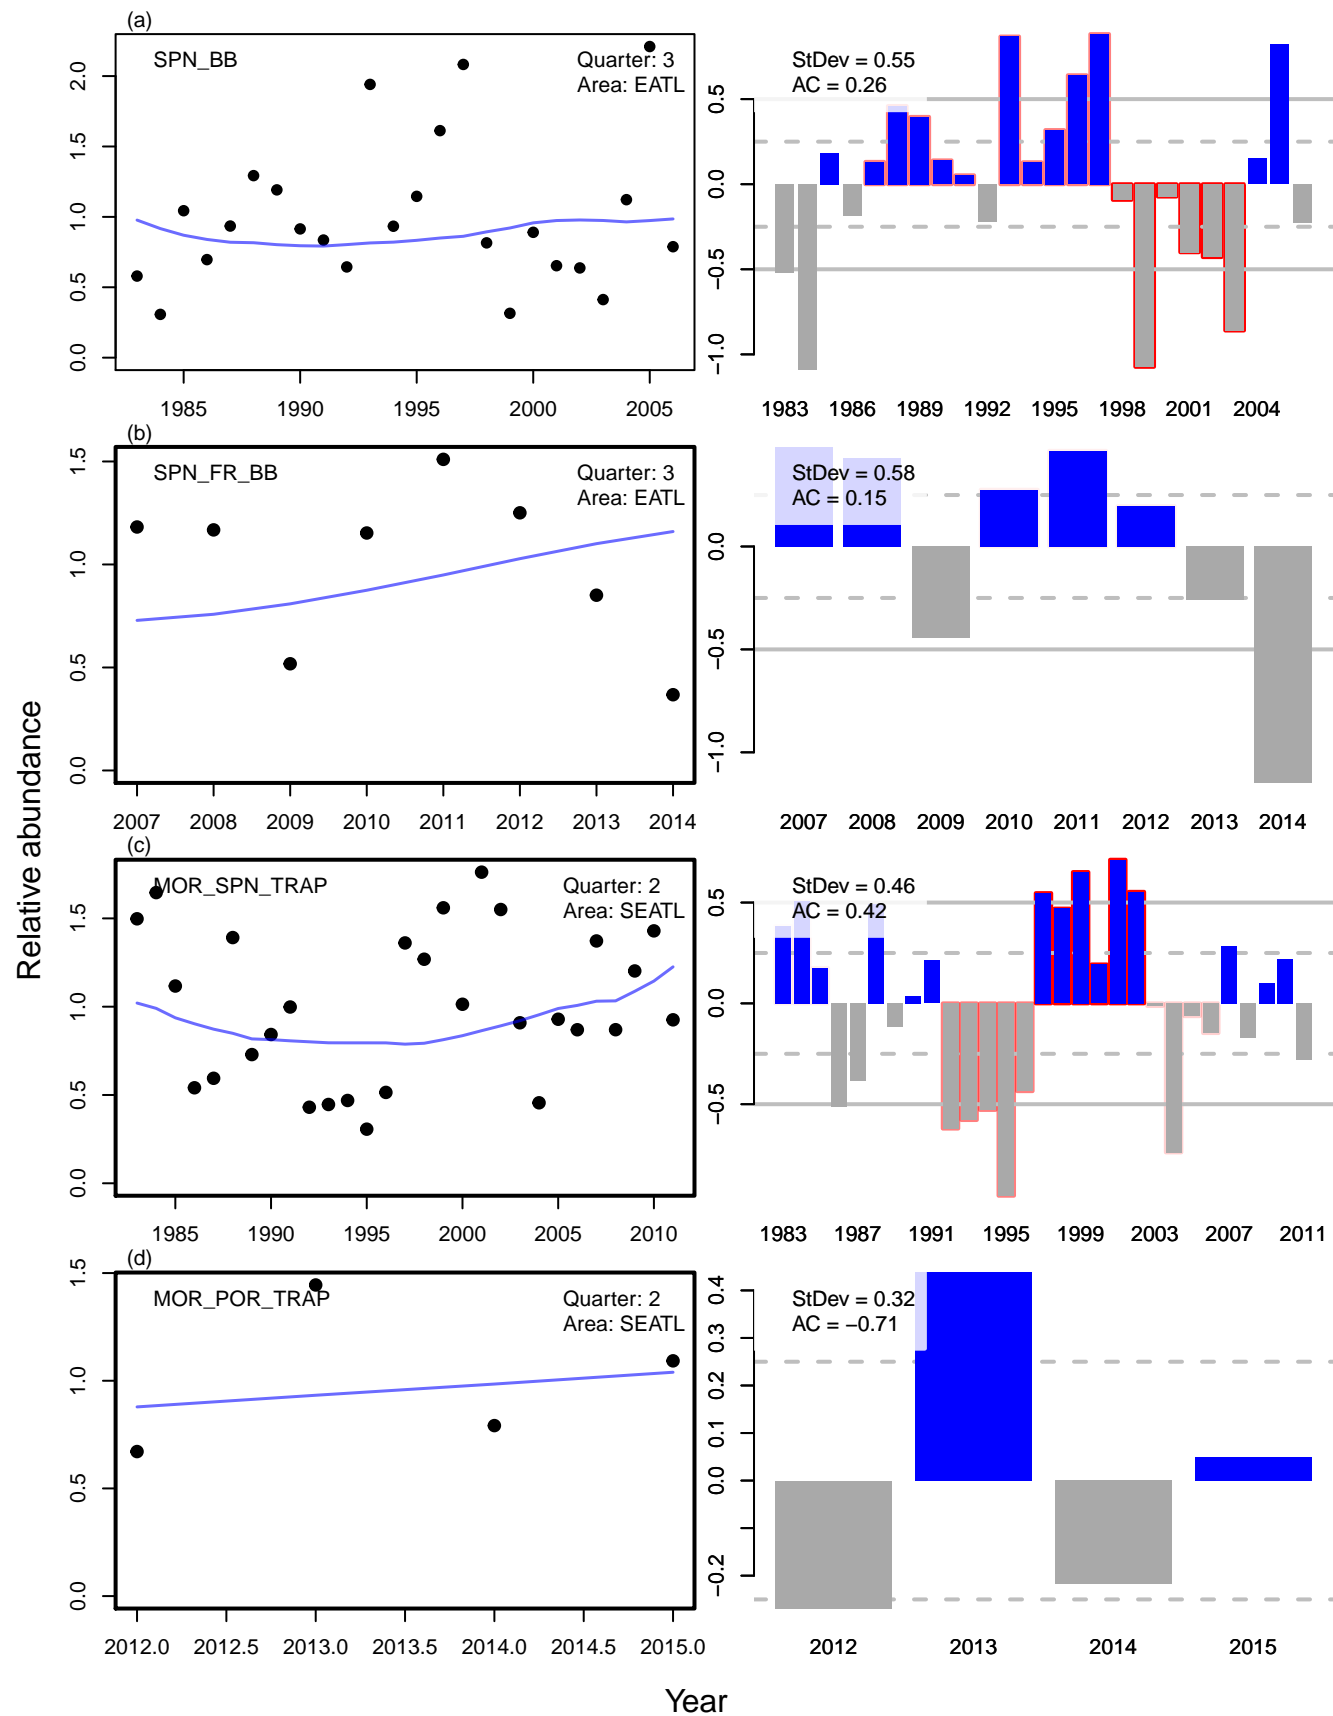 (a)
SPN_BB
Quarter: 3
Area: EATL
0.0 0.5 1.0 1.5 2.0
1985 1990 1995 2000 2005
StDev = 0.55
AC = 0.26
−1.0 −0.5 0.0 0.5
1983 1986 1989 1992 1995 1998 2001 2004
(b)
SPN_FR_BB
Quarter: 3
Area: EATL
0.0 0.5 1.0 1.5
2007 2008 2009 2010 2011 2012 2013 2014
StDev = 0.58
AC = 0.15
−1.0 −0.5 0.0
2007 2008 2009 2010 2011 2012 2013 2014
(c)
MOR_SPN_TRAP
Quarter: 2
Area: SEATL
0.0 0.5 1.0 1.5
1985 1990 1995 2000 2005 2010
StDev = 0.46
AC = 0.42
−0.5 0.0 0.5
1983 1987 1991 1995 1999 2003 2007 2011
(d)
MOR_POR_TRAP
Quarter: 2
Area: SEATL
0.0 0.5 1.0 1.5
2012.0 2012.5 2013.0 2013.5 2014.0 2014.5 2015.0
StDev = 0.32
AC = −0.71
−0.2 0.0 0.1 0.2 0.3 0.4
2012 2013 2014 2015
Relative abundance
Year